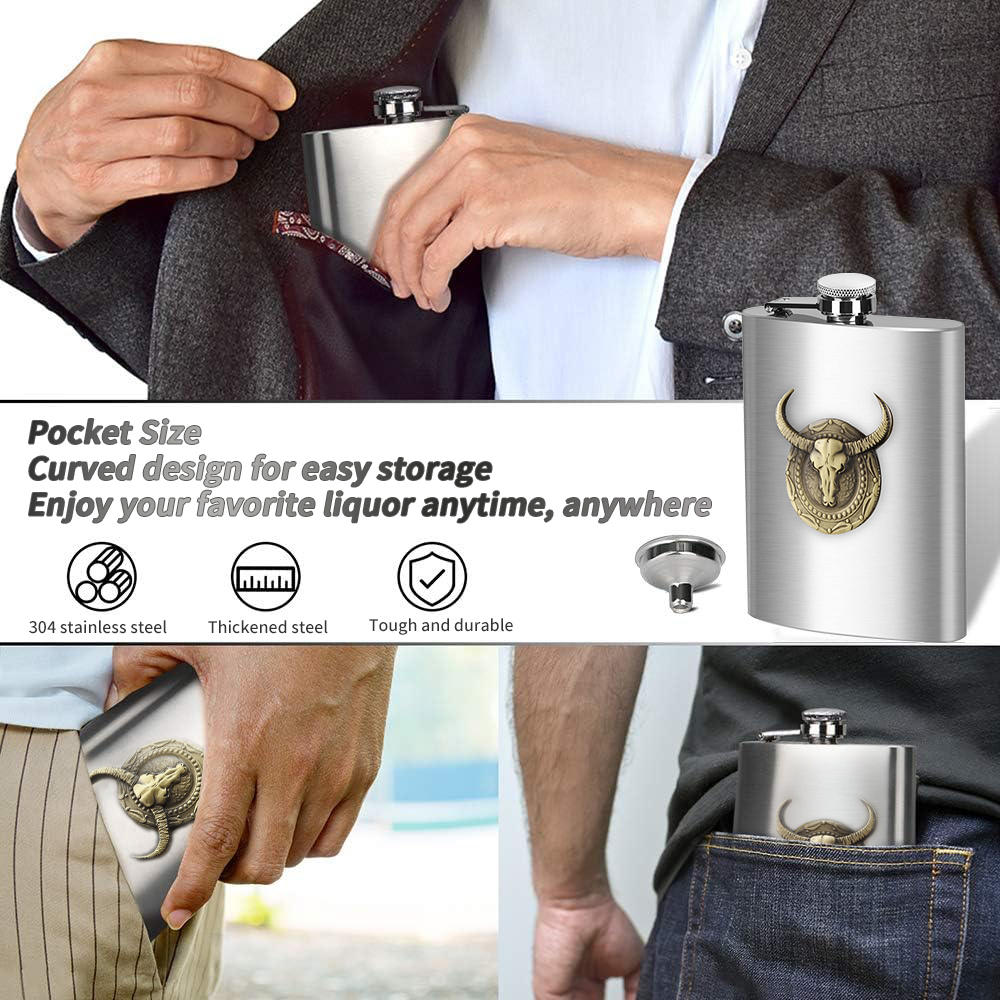 Pocket Size
Curved design for easy storage
Enjoy your favorite liquor anytime, anywhere
304 stainless steel
Thickened steel
Tough and durable